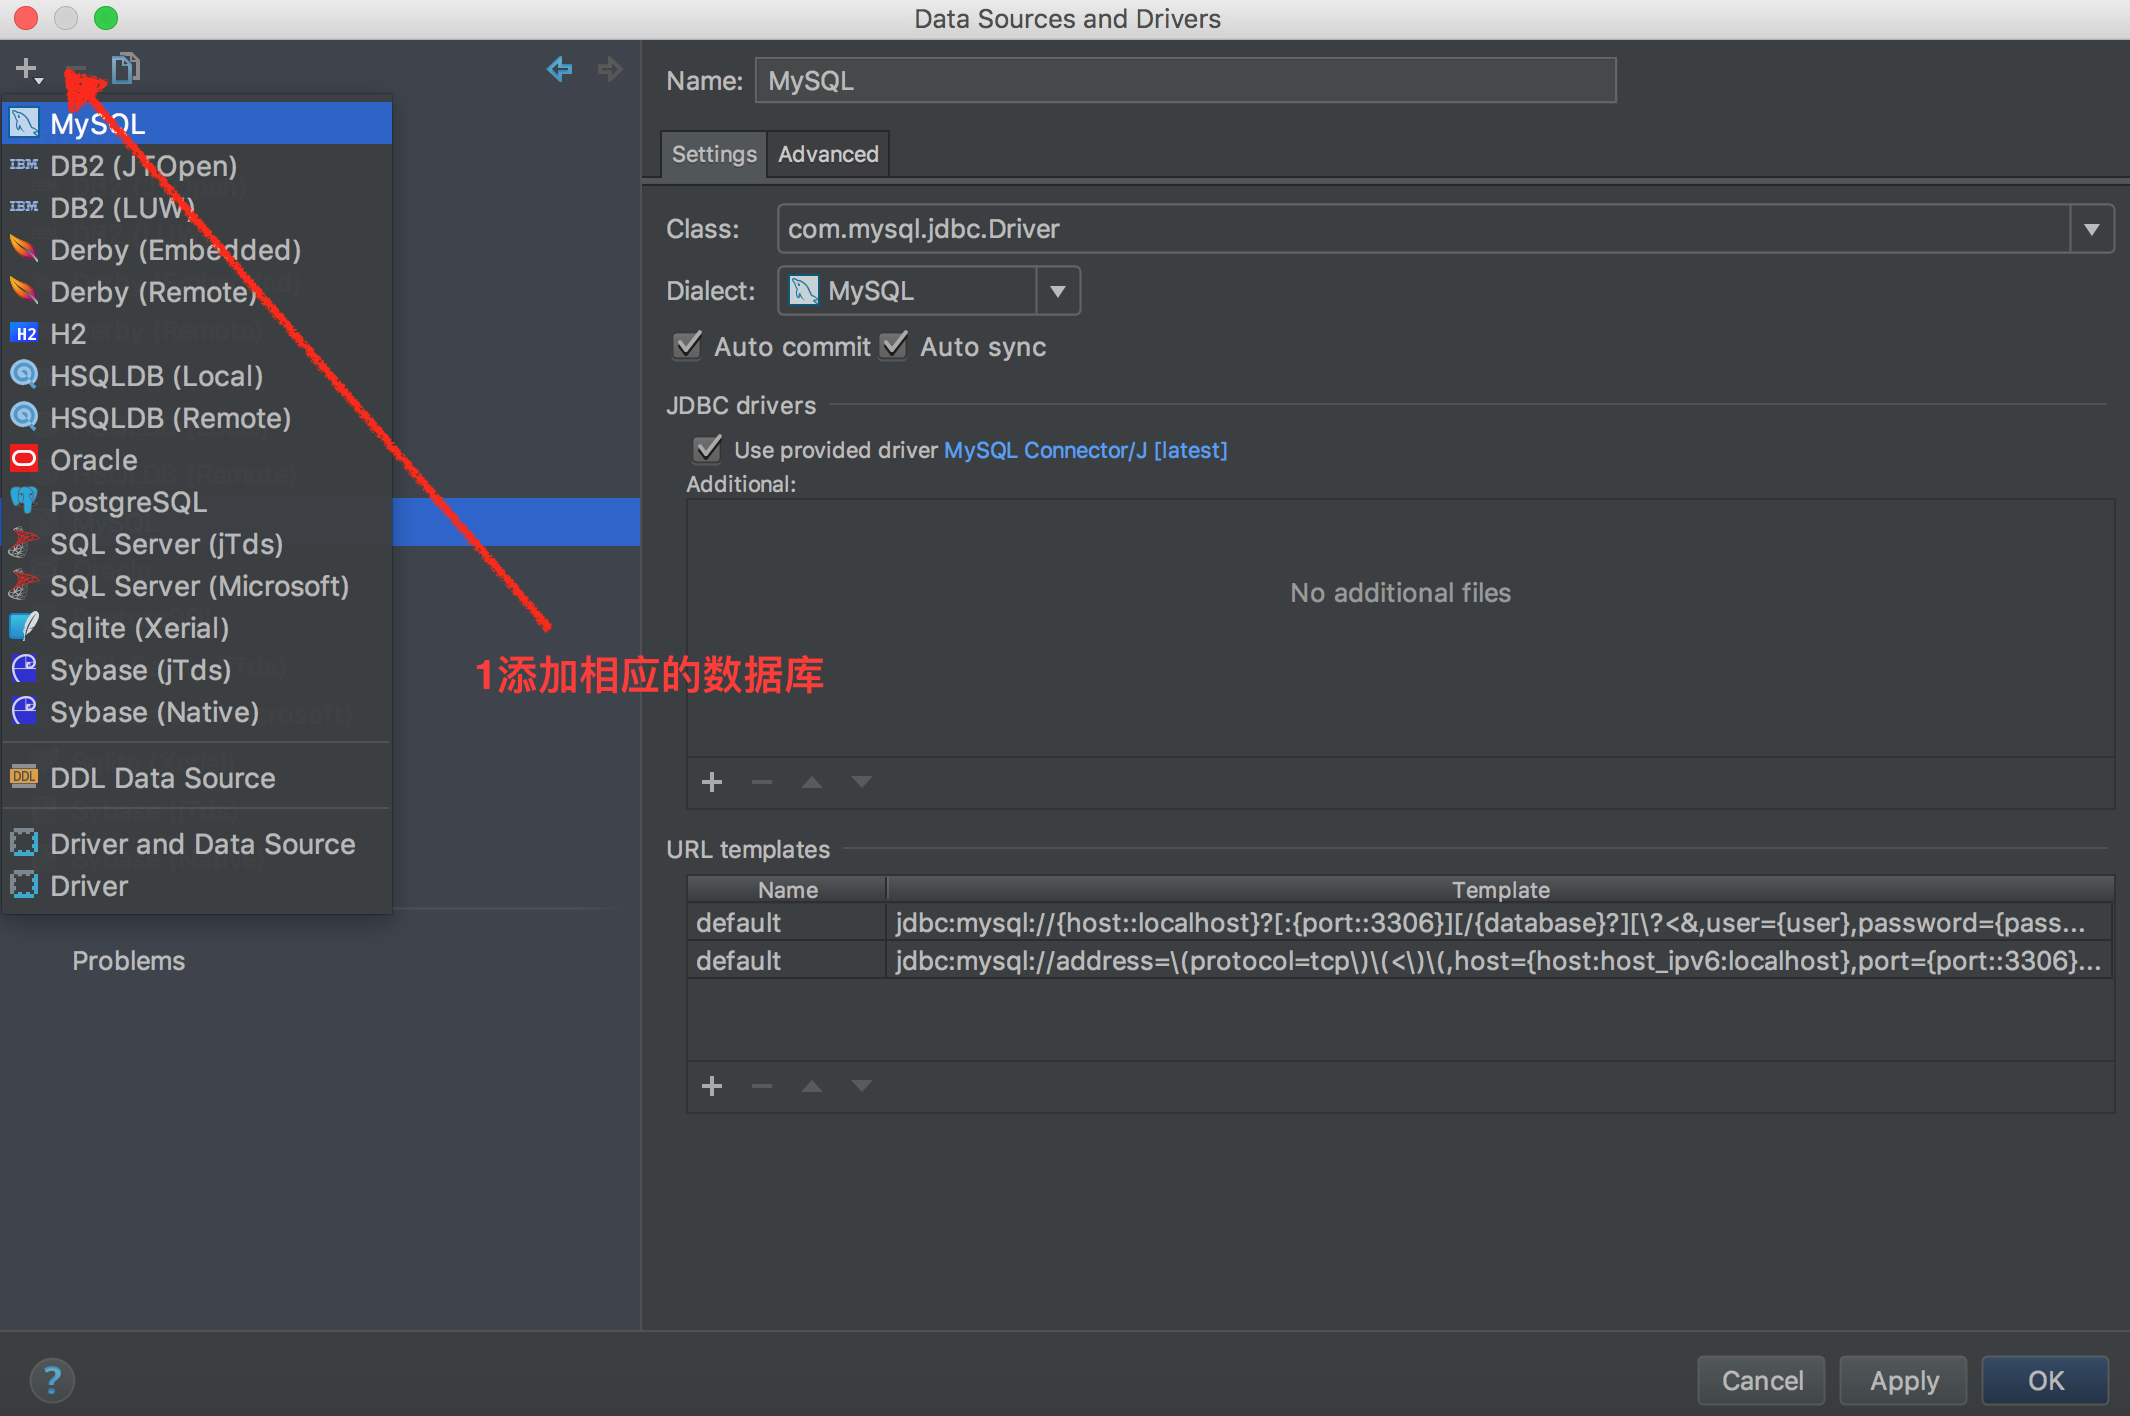 Data Sources and Drivers
MySQL
DB2 (JTOpen)
DB2 (LUW)
Derby (Embedded)
Derby (Remote)
H2
HSQLDB (Local)
HSQLDB (Remote)
Oracle
PostgreSQL
SQL Server (jTds)
SQL Server (Microsoft)
Sqlite (Xerial)
Sybase (jTds)
Sybase (Native)
DDL Data Source
Driver and Data Source
Driver
Problems
1添加相应的数据库
Name: MySQL
Settings Advanced
Class: com.mysql.jdbc.Driver
Dialect: MySQL
Auto commit Auto sync
JDBC drivers
Use provided driver MySQL Connector/J [latest]
Additional:
No additional files
URL templates
Name Template
default jdbc:mysql://{host::localhost}?[:{port::3306}][/{database}?][\?<&,user={user},password={pass...
default jdbc:mysql://address=\(protocol=tcp\)\(<\)\(,host={host:host_ipv6:localhost},port={port::3306}...
? Cancel Apply OK